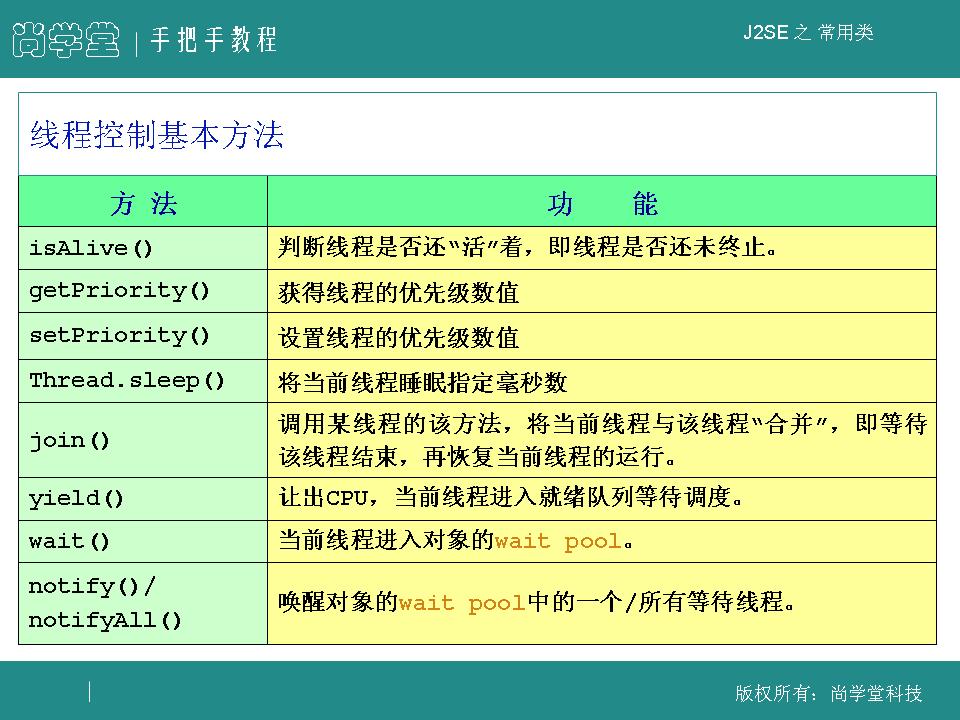 尚学堂 手把手教程
J2SE 之 常用类
线程控制基本方法
方 法 功 能
isAlive() 判断线程是否还“活”着，即线程是否还未终止。
getPriority() 获得线程的优先级数值
setPriority() 设置线程的优先级数值
Thread.sleep() 将当前线程睡眠指定毫秒数
join() 调用某线程的该方法，将当前线程与该线程“合并”，即等待
该线程结束，再恢复当前线程的运行。
yield() 让出CPU，当前线程进入就绪队列等待调度。
wait() 当前线程进入对象的wait pool。
notify()/
notifyAll() 唤醒对象的wait pool中的一个/所有等待线程。
版权所有：尚学堂科技